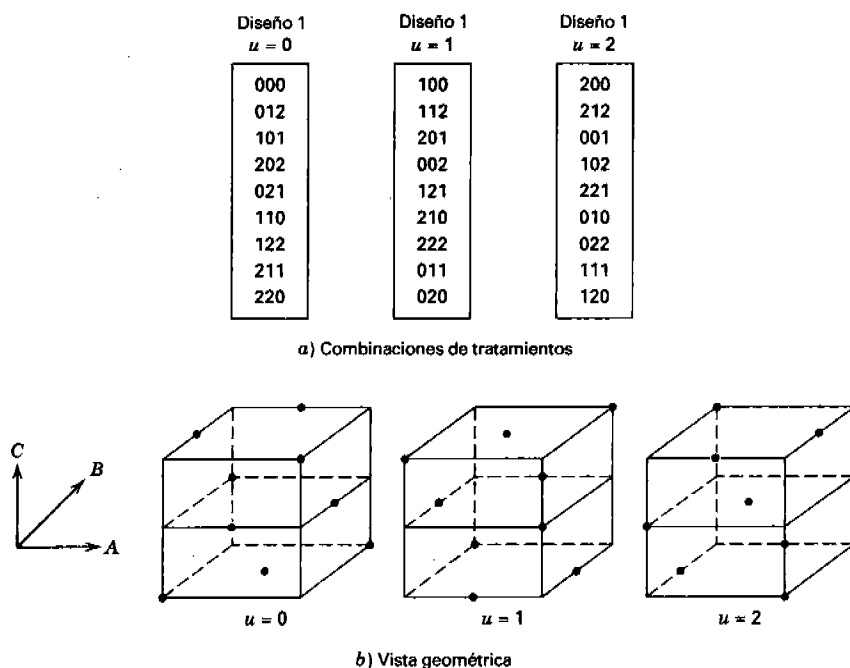 Diseño 1 Diseño 1 Diseño 1
u = 0 u = 1 u = 2
000 100 200
012 112 212
101 201 001
202 002 102
021 121 221
110 210 010
122 222 022
211 011 111
220 020 120
a) Combinaciones de tratamientos
C
B
A
u = 0 u = 1 u = 2
b) Vista geométrica